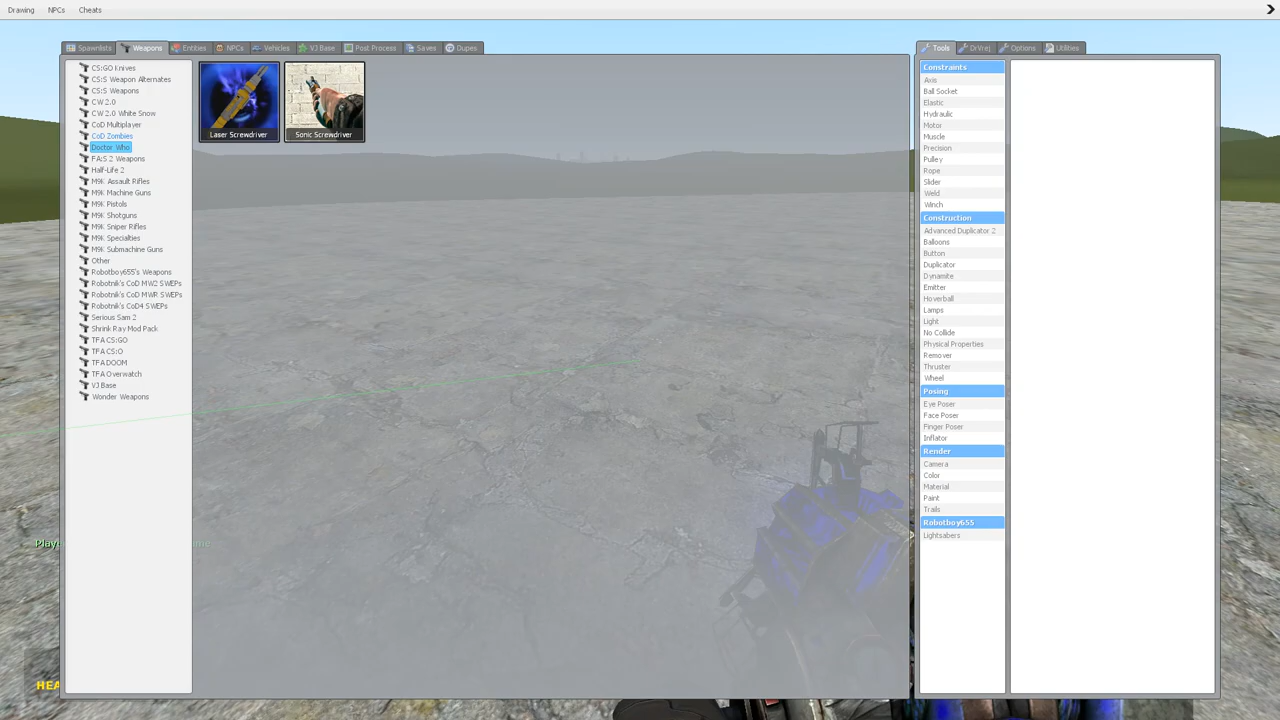 Drawing NPCs Cheats
Spawnlists Weapons Entities NPCs Vehicles VJ Base Post Process Saves Dupes
CS:GO Knives
CS:S Weapon Alternates
CS:S Weapons
CW 2.0
CW 2.0 White Snow
CoD Multiplayer
CoD Zombies
Doctor Who
FA:S 2 Weapons
Half-Life 2
M9K Assault Rifles
M9K Machine Guns
M9K Pistols
M9K Shotguns
M9K Sniper Rifles
M9K Specialties
M9K Submachine Guns
Other
Robotboy655's Weapons
Robotnik's CoD MW2 SWEPs
Robotnik's CoD MWR SWEPs
Robotnik's CoD4 SWEPs
Serious Sam 2
Shrink Ray Mod Pack
TFA CS:GO
TFA CS:O
TFA DOOM
TFA Overwatch
VJ Base
Wonder Weapons
Laser Screwdriver
Sonic Screwdriver
Tools DrVrej Options Utilities
Constraints
Axis
Ball Socket
Elastic
Hydraulic
Motor
Muscle
Precision
Pulley
Rope
Slider
Weld
Winch
Construction
Advanced Duplicator 2
Balloons
Button
Duplicator
Dynamite
Emitter
Hoverball
Lamps
Light
No Collide
Physical Properties
Remover
Thruster
Wheel
Posing
Eye Poser
Face Poser
Finger Poser
Inflator
Render
Camera
Color
Material
Paint
Trails
Robotboy655
Lightsabers
Playe
HEA